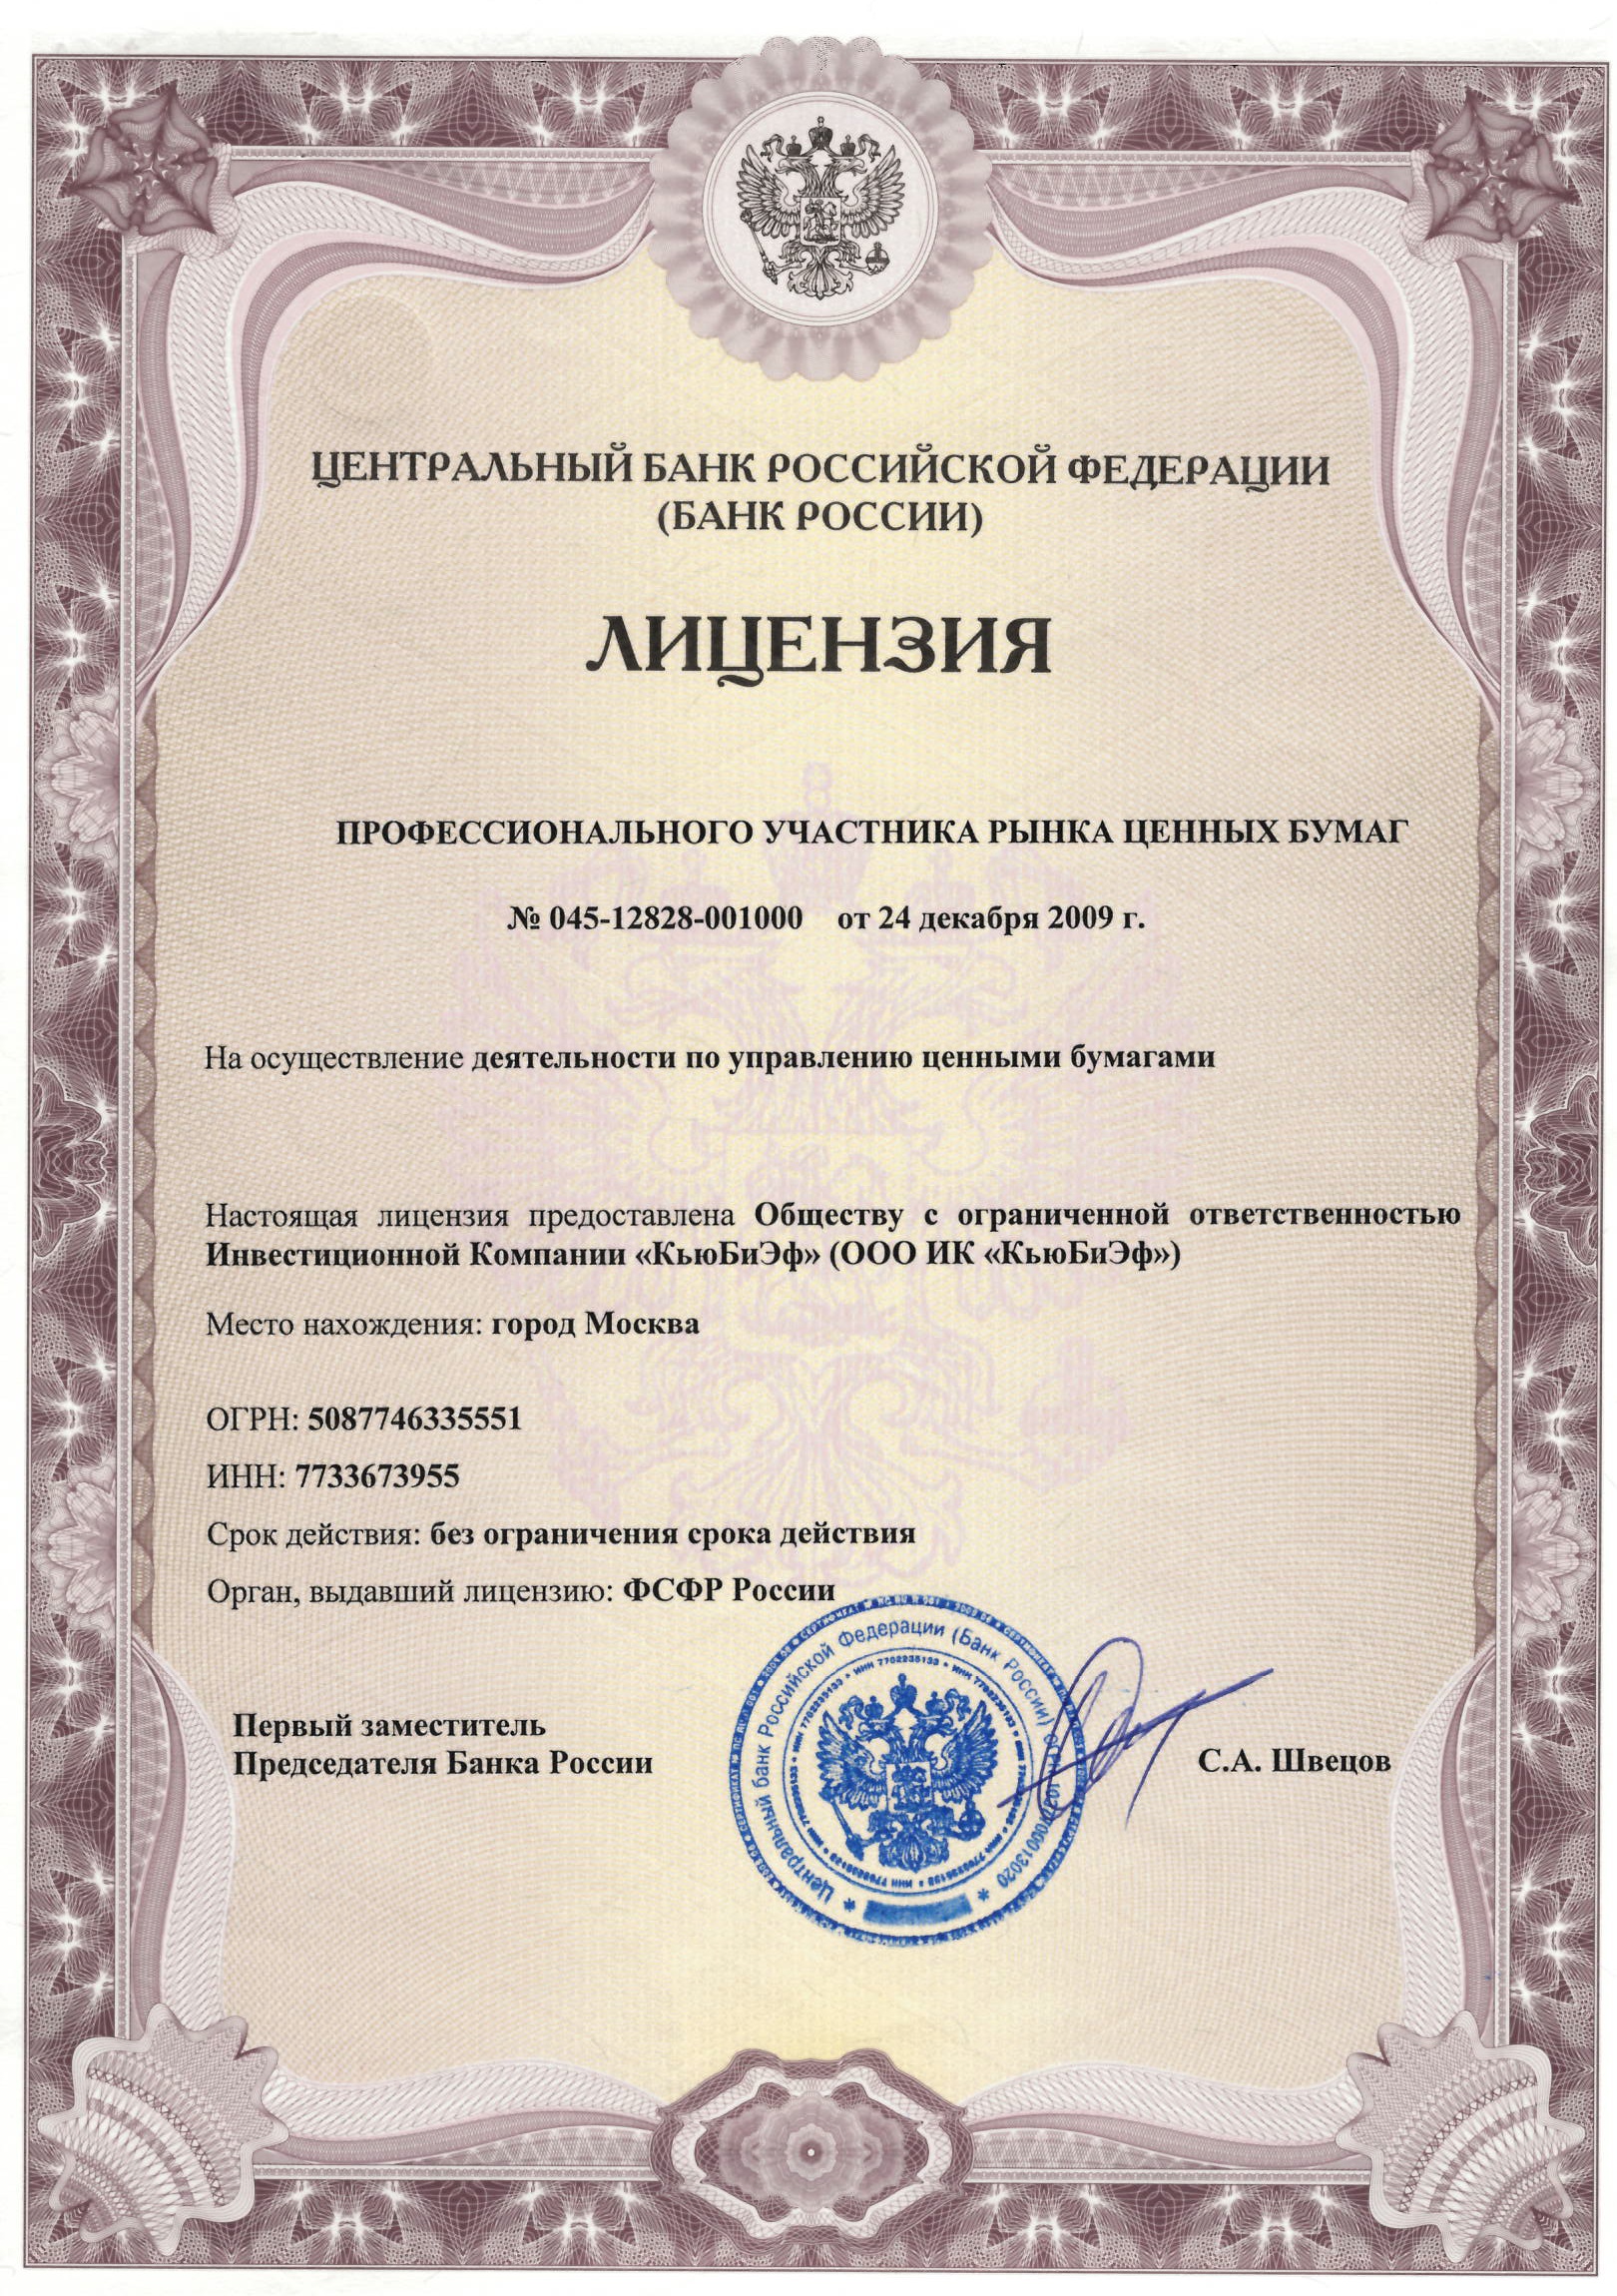 ЦЕНТРАЛЬНЫЙ БАНК РОССИЙСКОЙ ФЕДЕРАЦИИ
(БАНК РОССИИ)
ЛИЦЕНЗИЯ
ПРОФЕССИОНАЛЬНОГО УЧАСТНИКА РЫНКА ЦЕННЫХ БУМАГ
№ 045-12828-001000 от 24 декабря 2009 г.
На осуществление деятельности по управлению ценными бумагами
Настоящая лицензия предоставлена Обществу с ограниченной ответственностью
Инвестиционной Компании «КьюБиЭф» (ООО ИК «КьюБиЭф»)
Место нахождения: город Москва
ОГРН: 5087746335551
ИНН: 7733673955
Срок действия: без ограничения срока действия
Орган, выдавший лицензию: ФСФР России
Первый заместитель
Председателя Банка России
С.А. Швецов
Центральный банк Российской Федерации (Банк России)
ИНН 7702235133